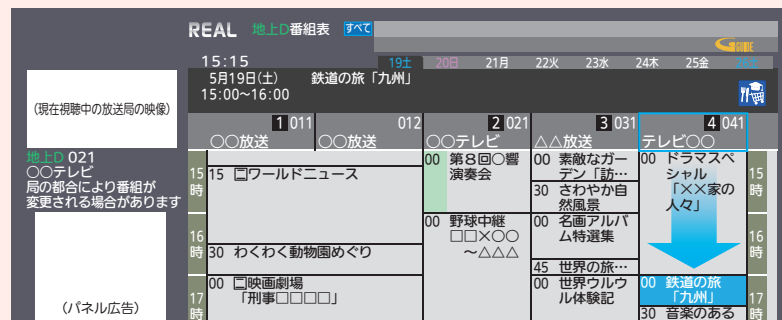 REAL 地上D番組表 すべて
GGUIDE
15:15 19土 20日 21月 22火 23水 24木 25金
5月19日(土) 鉄道の旅「九州」
15:00~16:00
(現在視聴中の放送局の映像)
1 011 012 2 021 3 031 4 041
○○放送 ○○放送 ○○テレビ △△放送 テレビ○○
地上D 021
○○テレビ
局の都合により番組が
変更される場合があります
(パネル広告)
15時
15 ワールドニュース
00 第8回○響
演奏会
00 素敵なガー
デン「訪…
30 さわやか自
然風景
00 ドラマスペ
シャル
「××家の
人々」
15時
16時
30 わくわく動物園めぐり
00 野球中継
□□×○○
～△△△
00 名画アルバ
ム特選集
45 世界の旅…
16時
17時
00 映画劇場
「刑事□□□□」
00 世界ウルウ
ル体験記
00 鉄道の旅
「九州」
30 音楽のある
17時